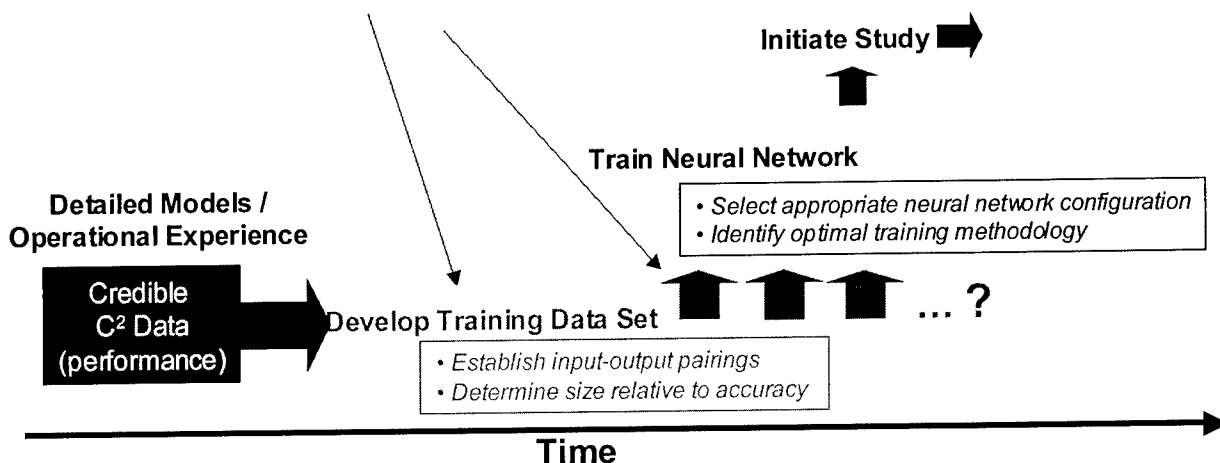 Initiate Study
Train Neural Network
• Select appropriate neural network configuration
• Identify optimal training methodology
Detailed Models /
Operational Experience
Credible
C² Data
(performance)
Develop Training Data Set
... ?
• Establish input-output pairings
• Determine size relative to accuracy
Time